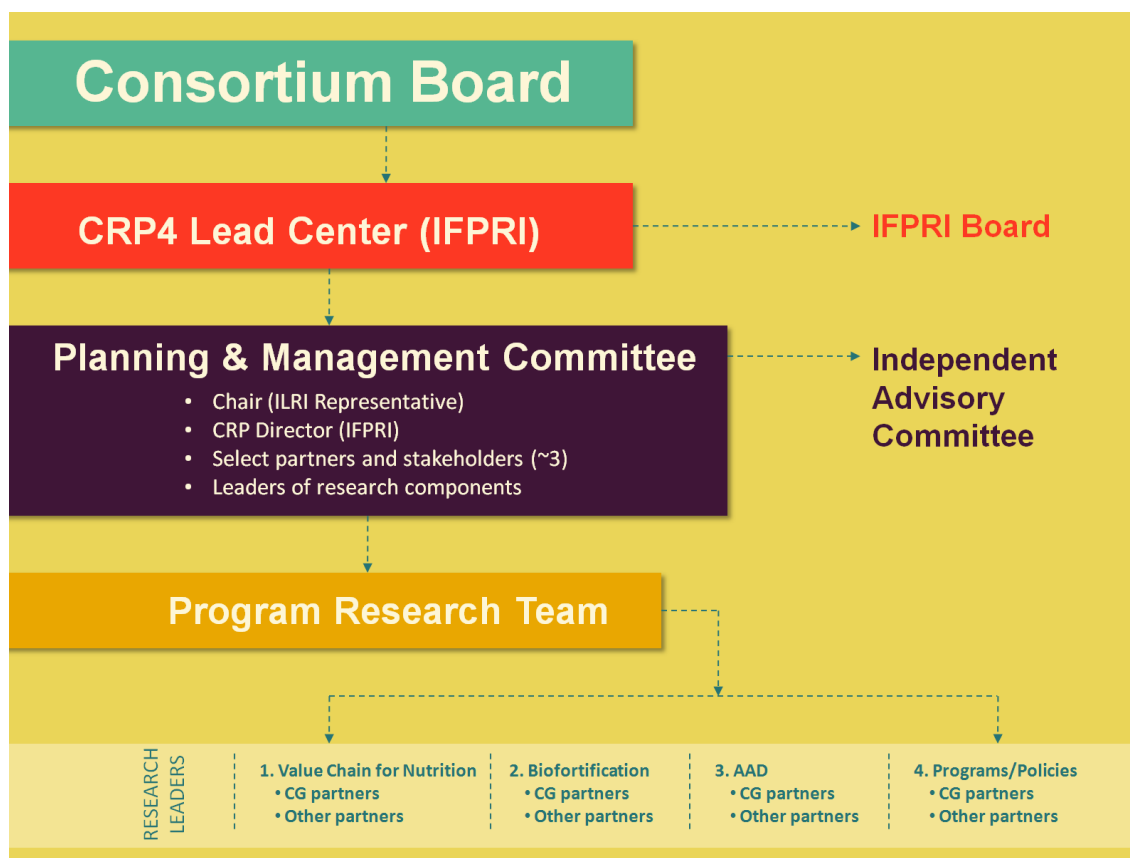 Consortium Board
CRP4 Lead Center (IFPRI)
IFPRI Board
Planning & Management Committee
• Chair (ILRI Representative)
• CRP Director (IFPRI)
• Select partners and stakeholders (~3)
• Leaders of research components
Independent
Advisory
Committee
Program Research Team
RESEARCH
LEADERS
1. Value Chain for Nutrition
• CG partners
• Other partners
2. Biofortification
• CG partners
• Other partners
3. AAD
• CG partners
• Other partners
4. Programs/Policies
• CG partners
• Other partners